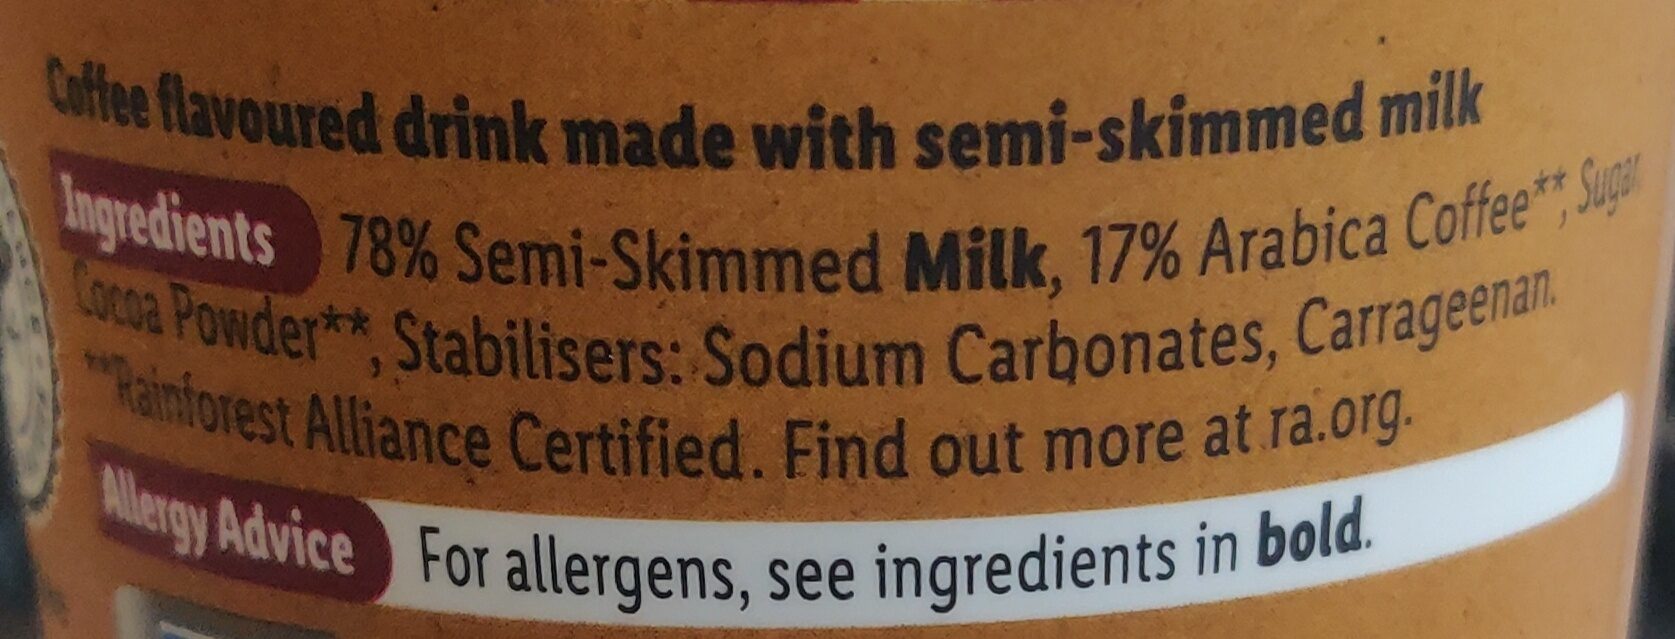 Coffee flavoured drink made with semi-skimmed milk
Ingredients 78% Semi-Skimmed Milk, 17% Arabica Coffee**, Sugar,
Cocoa Powder**, Stabilisers: Sodium Carbonates, Carrageenan.
**Rainforest Alliance Certified. Find out more at ra.org.
Allergy Advice For allergens, see ingredients in bold.